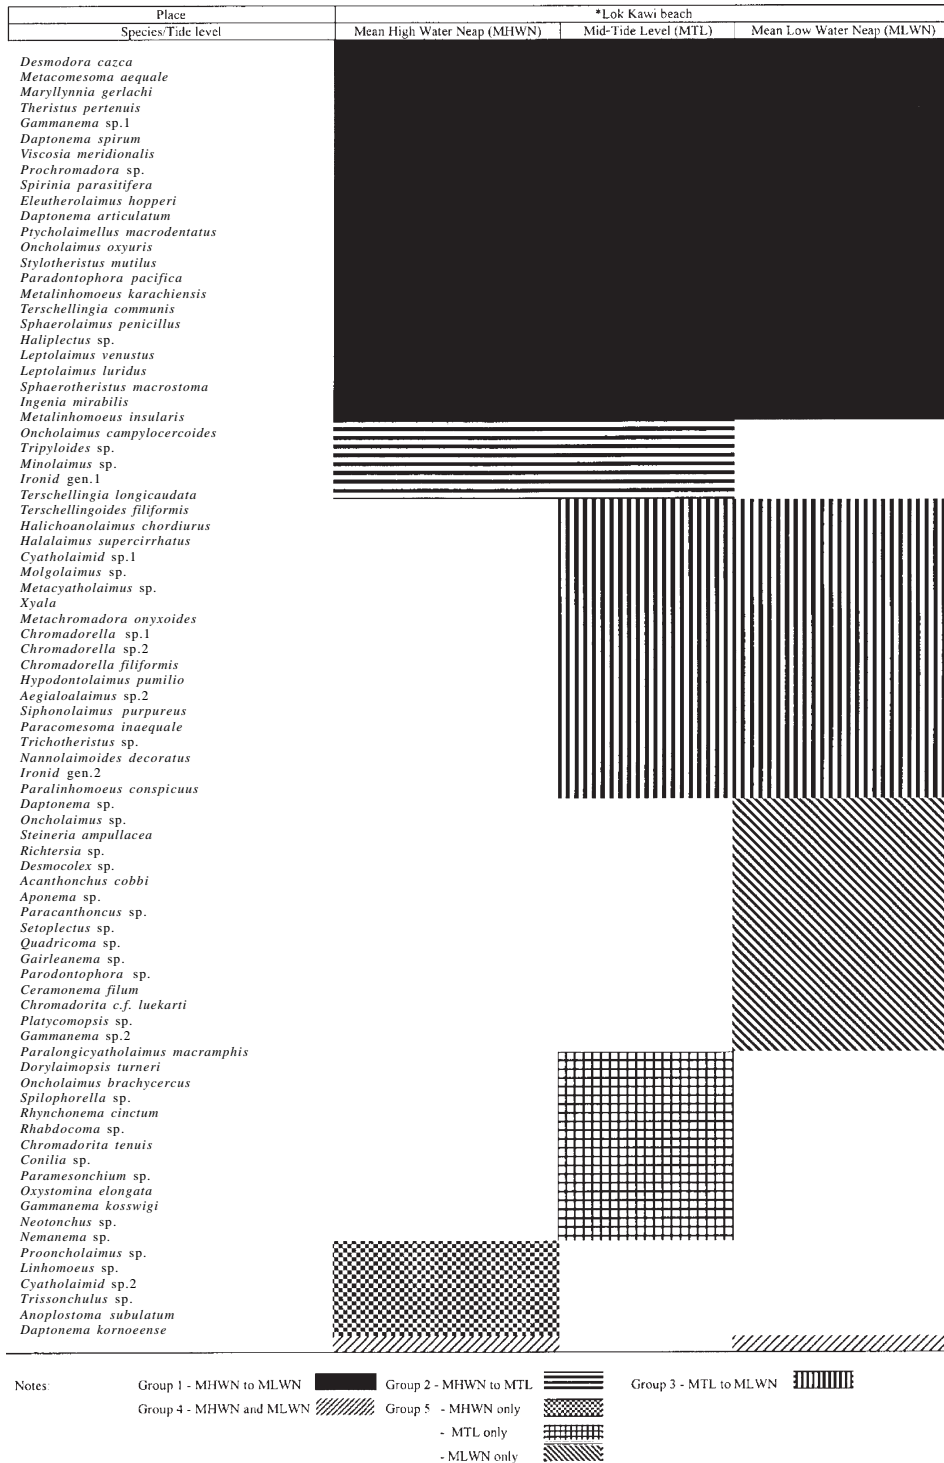 Place *Lok Kawi beach
Species/Tide level Mean High Water Neap (MHWN) Mid-Tide Level (MTL) Mean Low Water Neap (MLWN)
Desmodora cazca
Metacomesoma aequale
Maryllynnia gerlachi
Theristus pertenuis
Gammanema sp.1
Daptonema spirum
Viscosia meridionalis
Prochromadora sp.
Spirinia parasitifera
Eleutherolaimus hopperi
Daptonema articulatum
Ptycholaimellus macrodentatus
Oncholaimus oxyuris
Stylotheristus mutilus
Paradontophora pacifica
Metalinhomoeus karachiensis
Terschellingia communis
Sphaerolaimus penicillus
Haliplectus sp.
Leptolaimus venustus
Leptolaimus luridus
Sphaerotheristus macrostoma
Ingenia mirabilis
Metalinhomoeus insularis
Oncholaimus campylocercoides
Tripyloides sp.
Minolaimus sp.
Ironid gen.1
Terschellingia longicaudata
Terschellingoides filiformis
Halichoanolaimus chordiurus
Halalaimus supercirrhatus
Cyatholaimid sp.1
Molgolaimus sp.
Metacyatholaimus sp.
Xyala
Metachromadora onyxoides
Chromadorella sp.1
Chromadorella sp.2
Chromadorella filiformis
Hypodontolaimus pumilio
Aegialoalaimus sp.2
Siphonolaimus purpureus
Paracomesoma inaequale
Trichotheristus sp.
Nannolaimoides decoratus
Ironid gen.2
Paralinhomoeus conspicuus
Daptonema sp.
Oncholaimus sp.
Steineria ampullacea
Richtersia sp.
Desmocolex sp.
Acanthonchus cobbi
Aponema sp.
Paracanthoncus sp.
Setoplectus sp.
Quadricoma sp.
Gairleanema sp.
Parodontophora sp.
Ceramonema filum
Chromadorita c.f. luekarti
Platycomopsis sp.
Gammanema sp.2
Paralongicyatholaimus macramphis
Dorylaimopsis turneri
Oncholaimus brachycercus
Spilophorella sp.
Rhynchonema cinctum
Rhabdocoma sp.
Chromadorita tenuis
Conilia sp.
Paramesonchium sp.
Oxystomina elongata
Gammanema kosswigi
Neotonchus sp.
Nemanema sp.
Prooncholaimus sp.
Linhomoeus sp.
Cyatholaimid sp.2
Trissonchulus sp.
Anoplostoma subulatum
Daptonema kornoeense
Notes: Group 1 - MHWN to MLWN Group 2 - MHWN to MTL Group 3 - MTL to MLWN
Group 4 - MHWN and MLWN Group 5 - MHWN only
- MTL only
- MLWN only